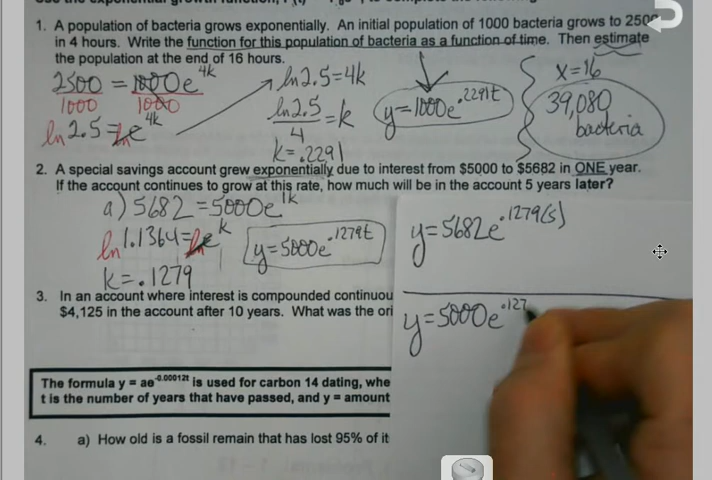 1. A population of bacteria grows exponentially. An initial population of 1000 bacteria grows to 2500
in 4 hours. Write the function for this population of bacteria as a function of time. Then estimate
the population at the end of 16 hours.
2500 = 1000e^4k
1000 1000
ln 2.5 = ln e^4k
ln 2.5 = 4k
ln 2.5 = k
4
k = .2291
y = 1000e^.2291t
x = 16
39,080
bacteria
2. A special savings account grew exponentially due to interest from $5000 to $5682 in ONE year.
If the account continues to grow at this rate, how much will be in the account 5 years later?
a) 5682 = 5000e^1k
ln 1.1364 = ln e^k
k = .1279
y = 5000e^.1279t
y = 5682e^.1279(5)
y = 5000e^.127
3. In an account where interest is compounded continuou
$4,125 in the account after 10 years. What was the ori
The formula y = ae^-0.00012t is used for carbon 14 dating, whe
t is the number of years that have passed, and y = amount
4. a) How old is a fossil remain that has lost 95% of it